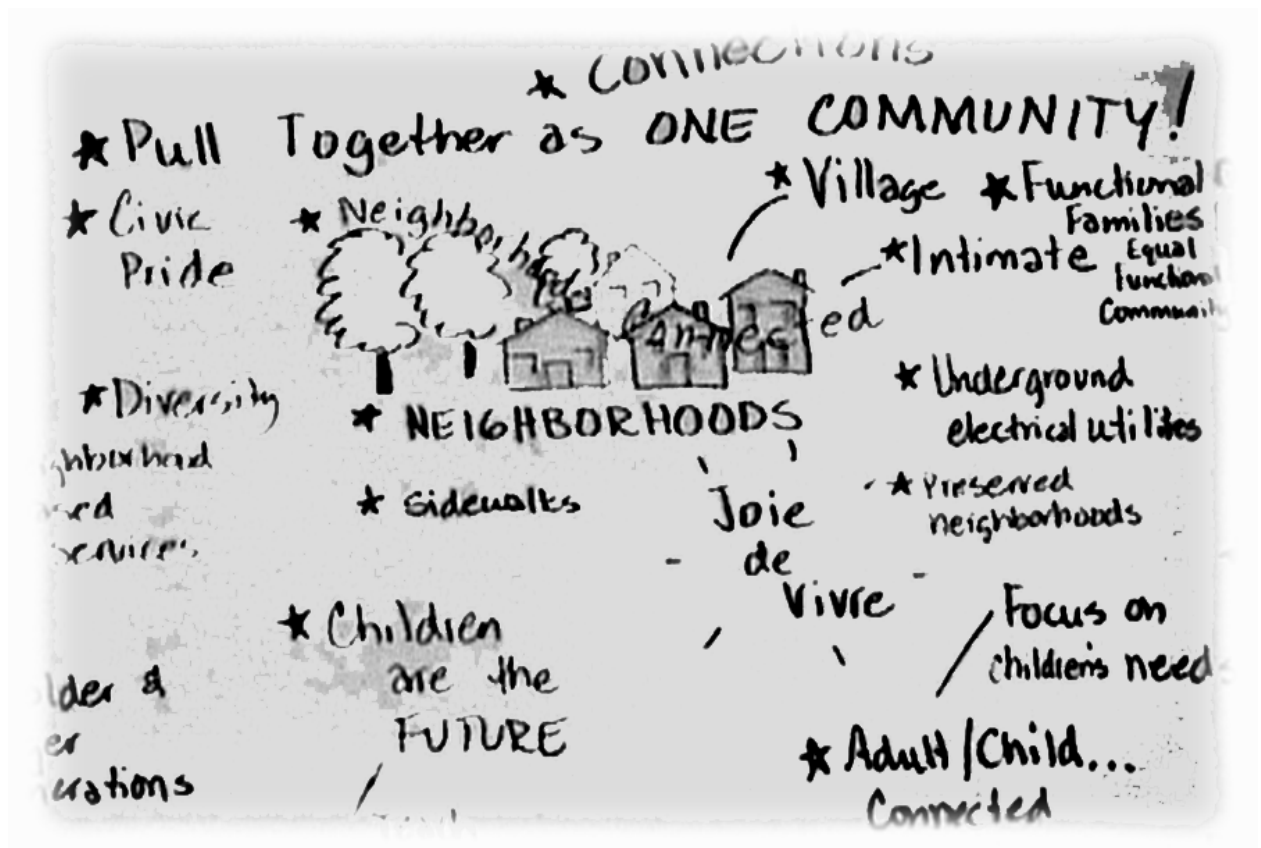 ★ Connections
★ Pull Together as ONE COMMUNITY!
★ Civic
Pride
★ Neighborhoods
Connected
★ Village
★ Functional
Families
Equal
functional
Community
★ Intimate
★ Diversity
★ NEIGHBORHOODS
★ Underground
electrical utilites
★ Sidewalks
★ Preserved
neighborhoods
services
Joie
de
Vivre
★ Children
are the
FUTURE
Focus on
children's need
&
★ Adult/Child...
Connected